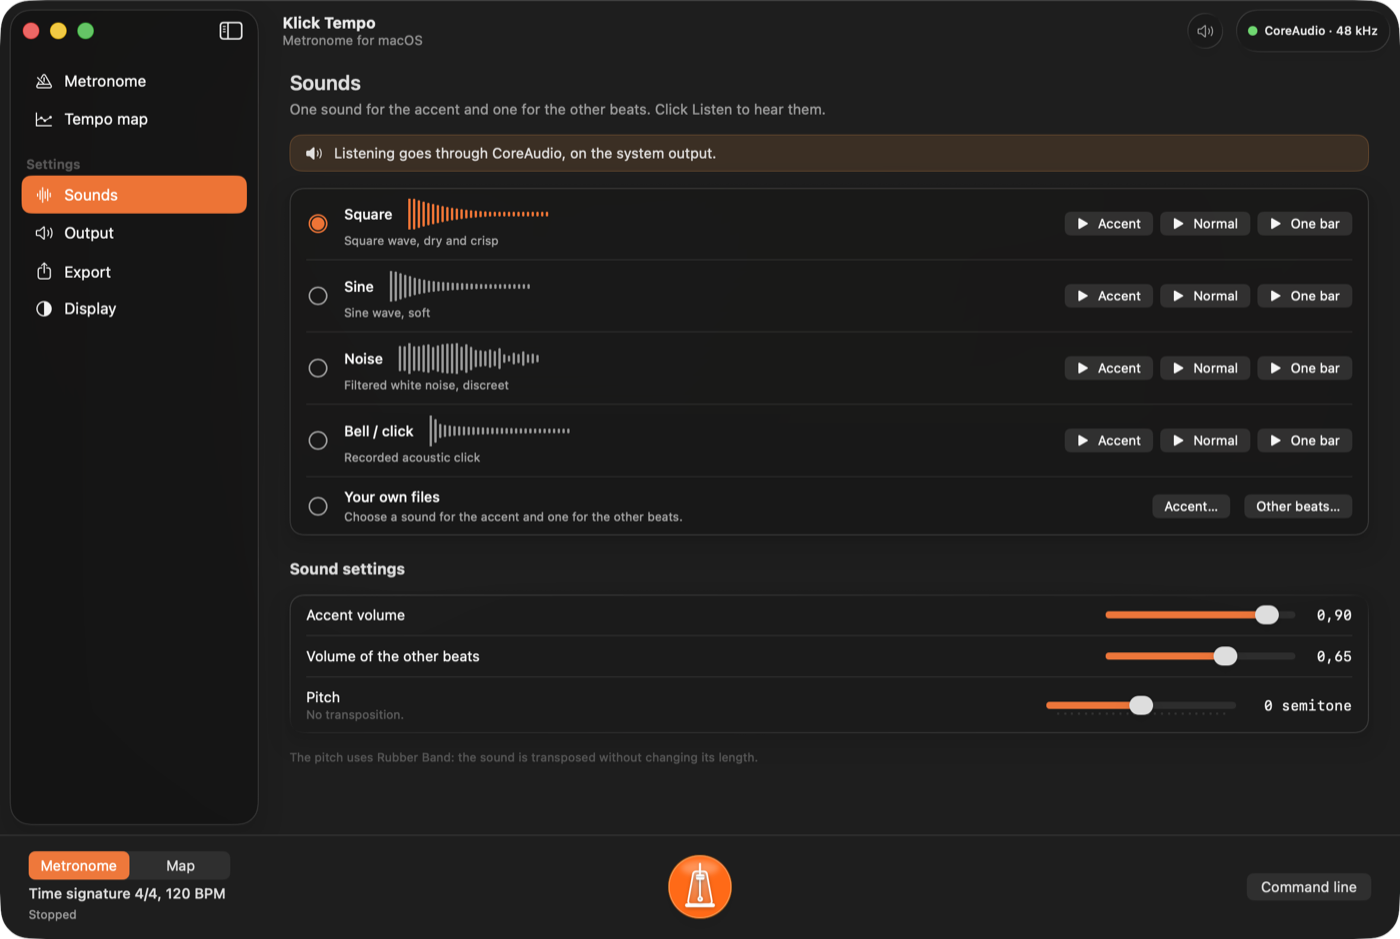 Klick Tempo
Metronome for macOS
CoreAudio · 48 kHz
Metronome
Tempo map
Settings
Sounds
Output
Export
Display
Sounds
One sound for the accent and one for the other beats. Click Listen to hear them.
Listening goes through CoreAudio, on the system output.
Square
Square wave, dry and crisp
Accent
Normal
One bar
Sine
Sine wave, soft
Accent
Normal
One bar
Noise
Filtered white noise, discreet
Accent
Normal
One bar
Bell / click
Recorded acoustic click
Accent
Normal
One bar
Your own files
Choose a sound for the accent and one for the other beats.
Accent...
Other beats...
Sound settings
Accent volume
0,90
Volume of the other beats
0,65
Pitch
No transposition.
0 semitone
The pitch uses Rubber Band: the sound is transposed without changing its length.
Metronome
Map
Time signature 4/4, 120 BPM
Stopped
Command line